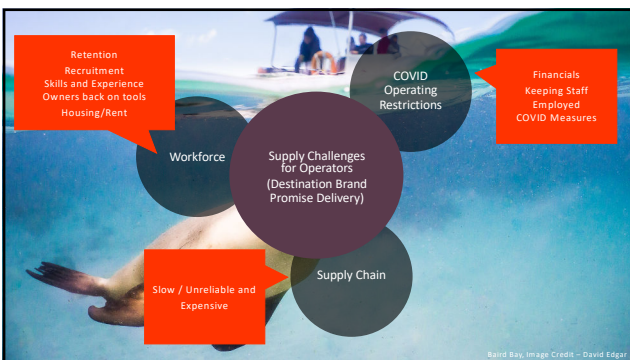 Retention
Recruitment
Skills and Experience
Owners back on tools
Housing/Rent
Workforce
COVID
Operating
Restrictions
Financials
Keeping Staff
Employed
COVID Measures
Supply Challenges
for Operators
(Destination Brand
Promise Delivery)
Slow / Unreliable and
Expensive
Supply Chain
Baird Bay, Image Credit – David Edgar